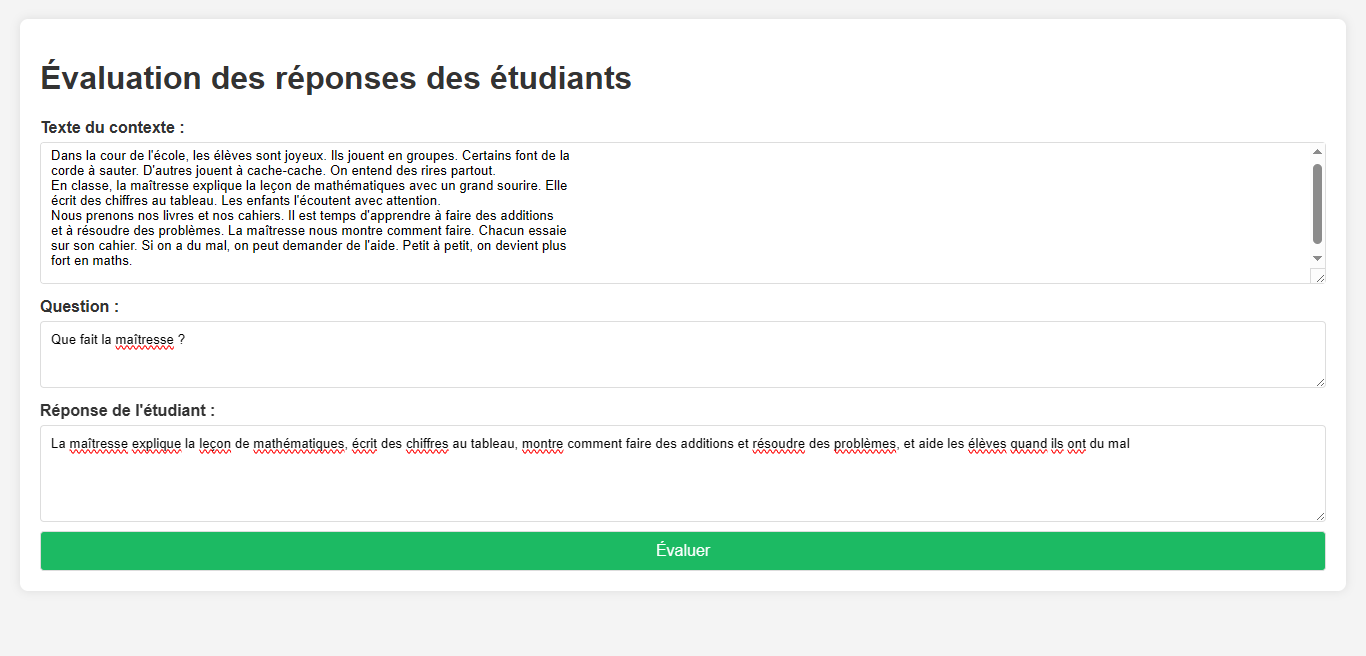 Évaluation des réponses des étudiants
Texte du contexte :
Dans la cour de l'école, les élèves sont joyeux. Ils jouent en groupes. Certains font de la
corde à sauter. D'autres jouent à cache-cache. On entend des rires partout.
En classe, la maîtresse explique la leçon de mathématiques avec un grand sourire. Elle
écrit des chiffres au tableau. Les enfants l'écoutent avec attention.
Nous prenons nos livres et nos cahiers. Il est temps d'apprendre à faire des additions
et à résoudre des problèmes. La maîtresse nous montre comment faire. Chacun essaie
sur son cahier. Si on a du mal, on peut demander de l'aide. Petit à petit, on devient plus
fort en maths.
Question :
Que fait la maîtresse ?
Réponse de l'étudiant :
La maîtresse explique la leçon de mathématiques, écrit des chiffres au tableau, montre comment faire des additions et résoudre des problèmes, et aide les élèves quand ils ont du mal
Évaluer